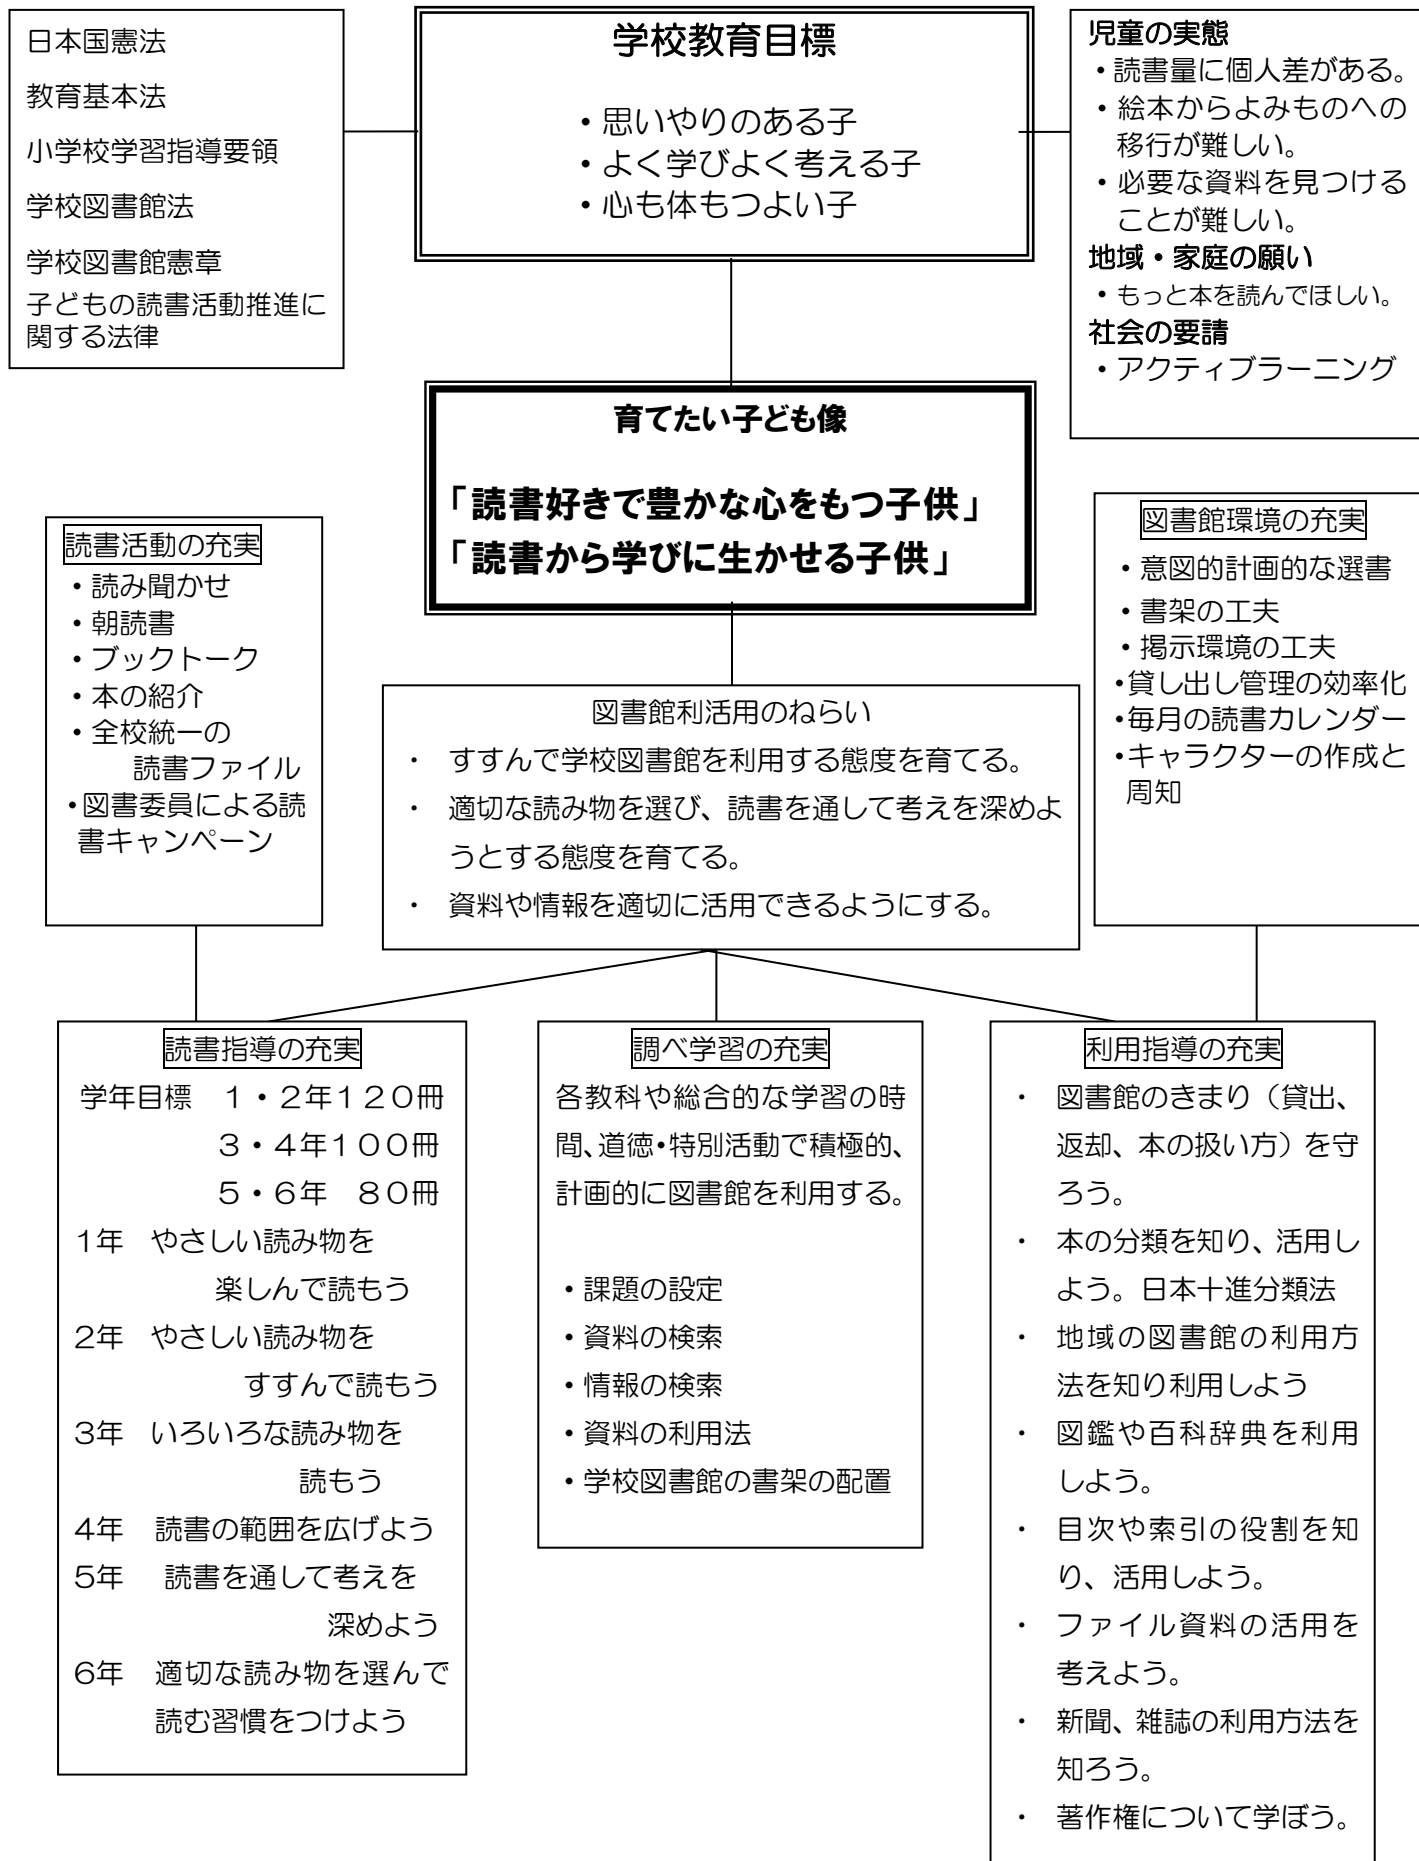 日本国憲法
教育基本法
小学校学習指導要領
学校図書館法
学校図書館憲章
子どもの読書活動推進に
関する法律
学校教育目標
・思いやりのある子
・よく学びよく考える子
・心も体もつよい子
児童の実態
・読書量に個人差がある。
・絵本からよみものへの
移行が難しい。
・必要な資料を見つける
ことが難しい。
地域・家庭の願い
・もっと本を読んでほしい。
社会の要請
・アクティブラーニング
育てたい子ども像
「読書好きで豊かな心をもつ子供」
「読書から学びに生かせる子供」
読書活動の充実
・読み聞かせ
・朝読書
・ブックトーク
・本の紹介
・全校統一の
読書ファイル
・図書委員による読
書キャンペーン
図書館利活用のねらい
・ すすんで学校図書館を利用する態度を育てる。
・ 適切な読み物を選び、読書を通して考えを深めよ
うとする態度を育てる。
・ 資料や情報を適切に活用できるようにする。
図書館環境の充実
・意図的計画的な選書
・書架の工夫
・掲示環境の工夫
・貸し出し管理の効率化
・毎月の読書カレンダー
・キャラクターの作成と
周知
読書指導の充実
学年目標 １・２年１２０冊
３・４年１００冊
５・６年 ８０冊
1年 やさしい読み物を
楽しんで読もう
2年 やさしい読み物を
すすんで読もう
3年 いろいろな読み物を
読もう
4年 読書の範囲を広げよう
5年 読書を通して考えを
深めよう
6年 適切な読み物を選んで
読む習慣をつけよう
調べ学習の充実
各教科や総合的な学習の時
間、道徳・特別活動で積極的、
計画的に図書館を利用する。
・課題の設定
・資料の検索
・情報の検索
・資料の利用法
・学校図書館の書架の配置
利用指導の充実
・ 図書館のきまり（貸出、
返却、本の扱い方）を守
ろう。
・ 本の分類を知り、活用し
よう。日本十進分類法
・ 地域の図書館の利用方
法を知り利用しよう
・ 図鑑や百科辞典を利用
しよう。
・ 目次や索引の役割を知
り、活用しよう。
・ ファイル資料の活用を
考えよう。
・ 新聞、雑誌の利用方法を
知ろう。
・ 著作権について学ぼう。